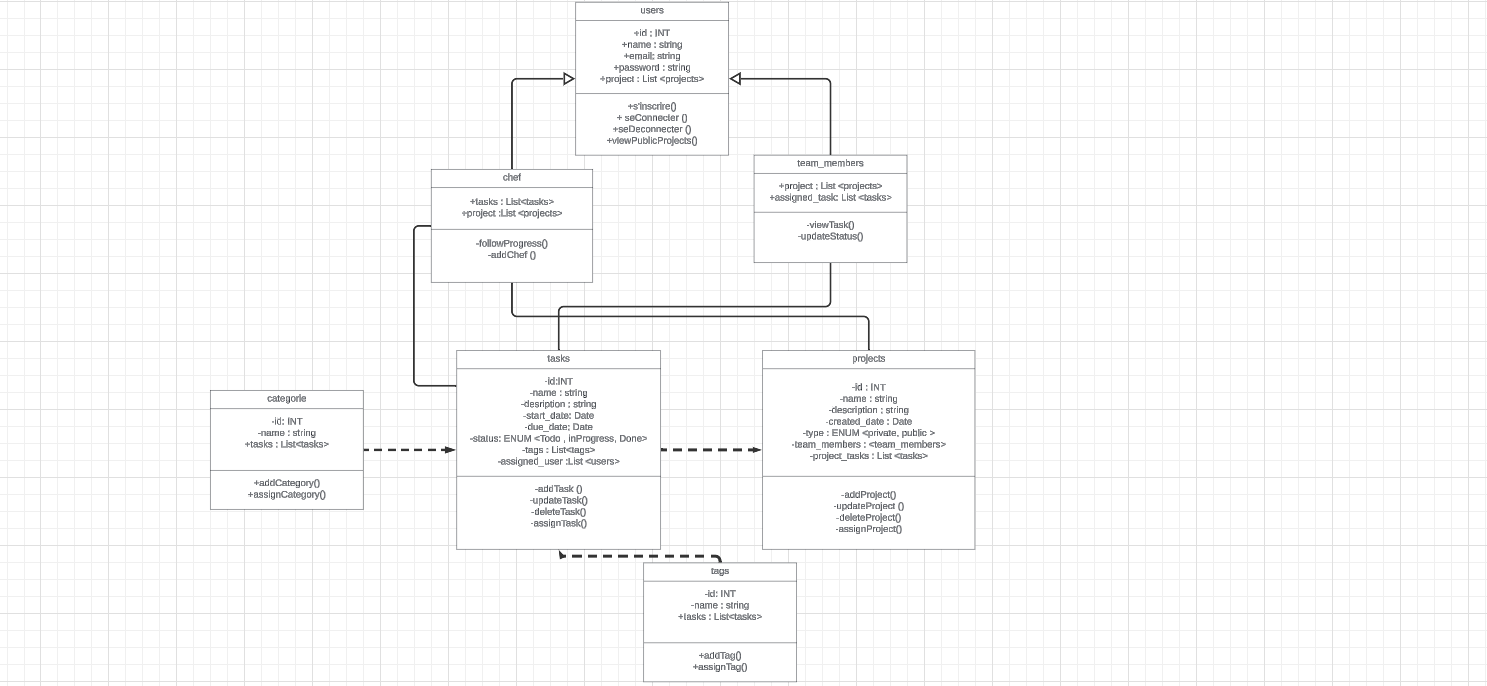 users
+id ; INT
+name : string
+email; string
+password : string
+project : List <projects>
+s'inscrire()
+ seConnecter ()
+seDeconnecter ()
+viewPublicProjects()
team_members
+project ; List <projects>
+assigned_task: List <tasks>
-viewTask()
-updateStatus()
chef
+tasks : List<tasks>
+project :List <projects>
-followProgress()
-addChef ()
tasks
-id:INT
-name : string
-desription ; string
-start_date: Date
-due_date; Date
-status: ENUM <Todo , inProgress, Done>
-tags : List<tags>
-assigned_user :List <users>
-addTask ()
-updateTask()
-deleteTask()
-assignTask()
projects
-id : INT
-name : string
-description ; string
-created_date : Date
-type : ENUM <private, public >
-team_members : <team_members>
-project_tasks : List <tasks>
-addProject()
-updateProject ()
-deleteProject()
-assignProject()
categorie
-id: INT
-name : string
+tasks : List<tasks>
+addCategory()
+assignCategory()
tags
-id: INT
-name : string
+tasks : List<tasks>
+addTag()
+assignTag()